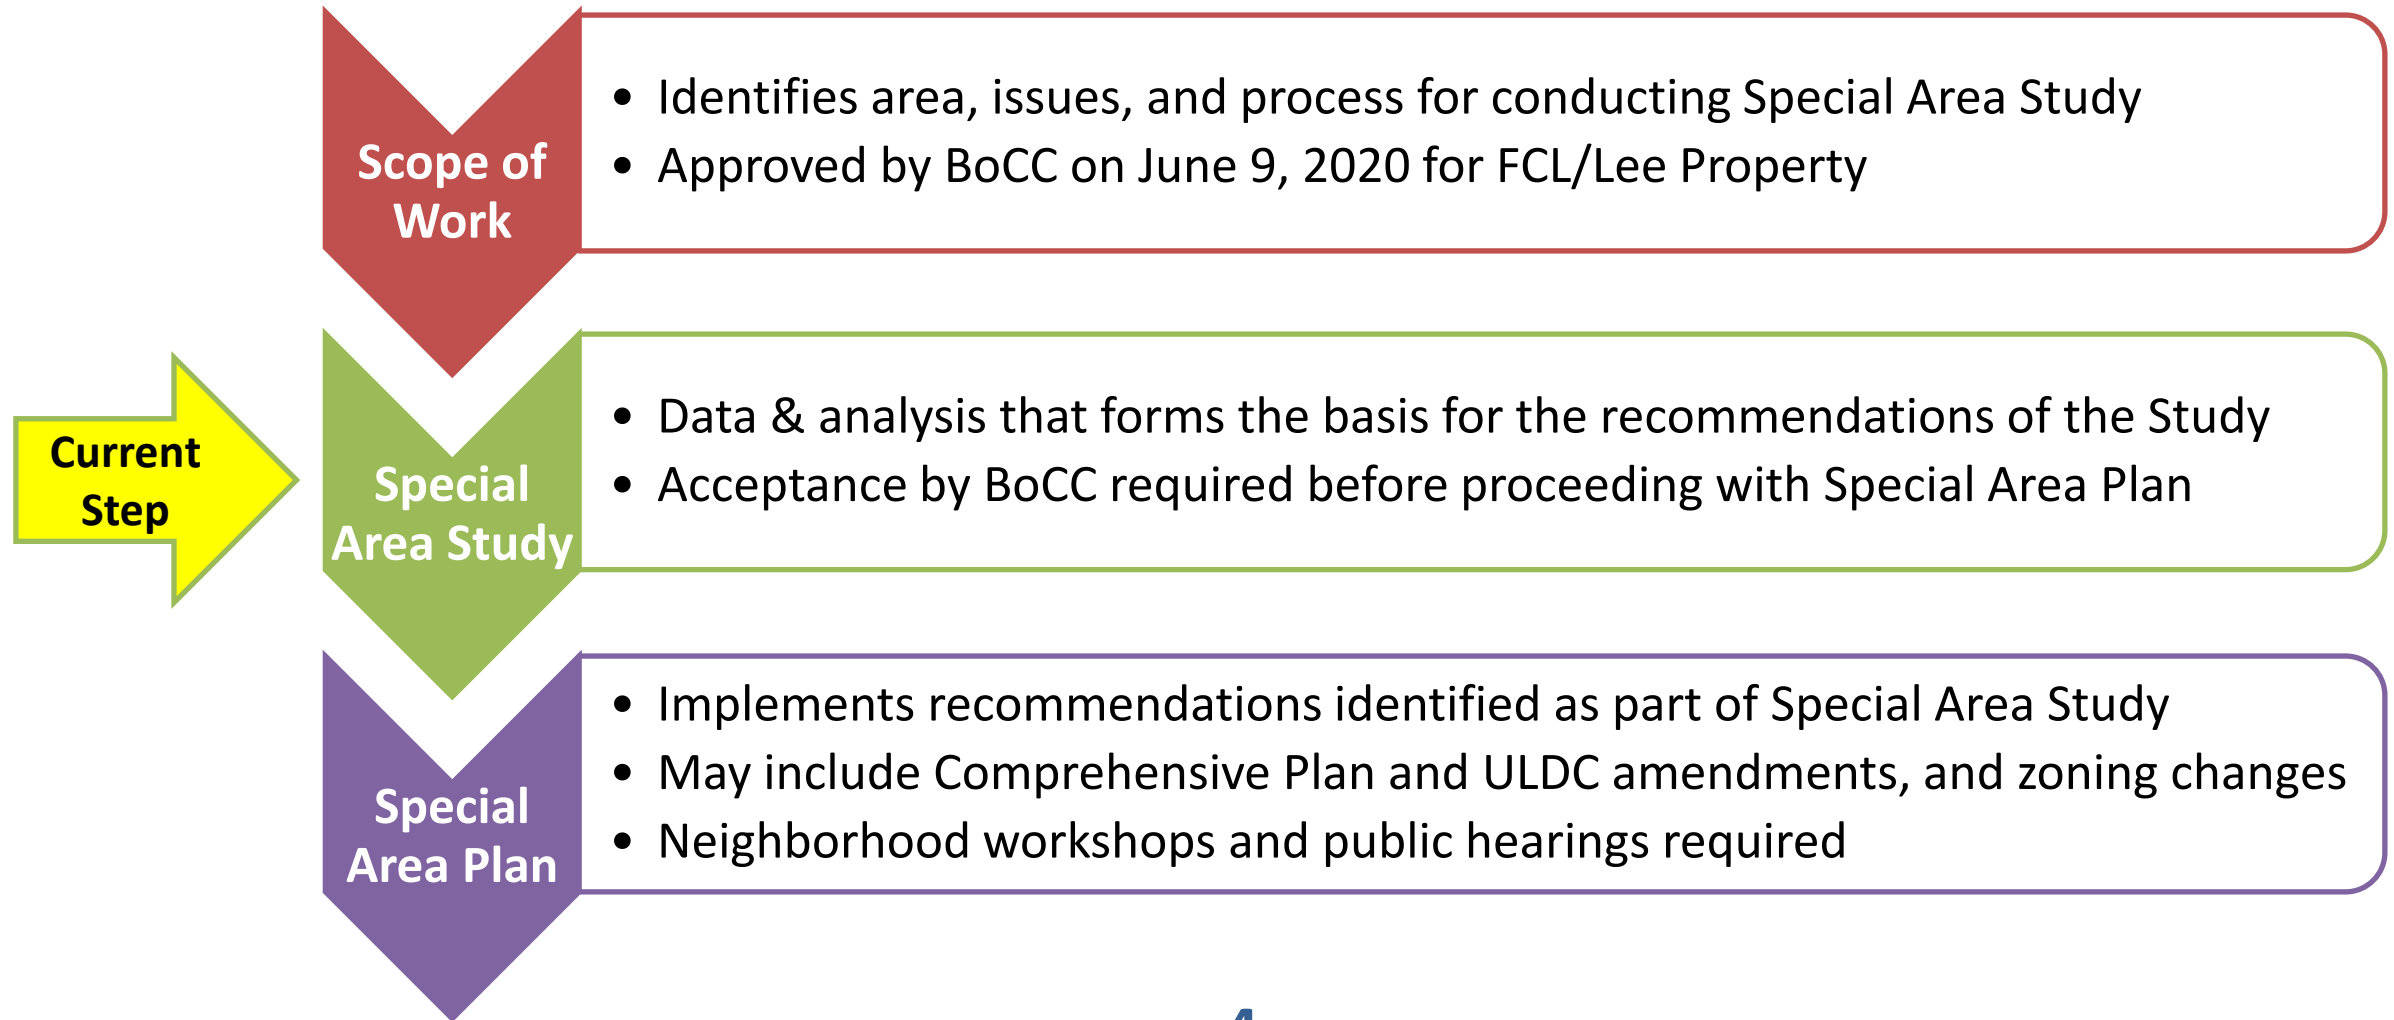 Scope of
Work
• Identifies area, issues, and process for conducting Special Area Study
• Approved by BoCC on June 9, 2020 for FCL/Lee Property
Current
Step
Special
Area Study
• Data & analysis that forms the basis for the recommendations of the Study
• Acceptance by BoCC required before proceeding with Special Area Plan
Special
Area Plan
• Implements recommendations identified as part of Special Area Study
• May include Comprehensive Plan and ULDC amendments, and zoning changes
• Neighborhood workshops and public hearings required